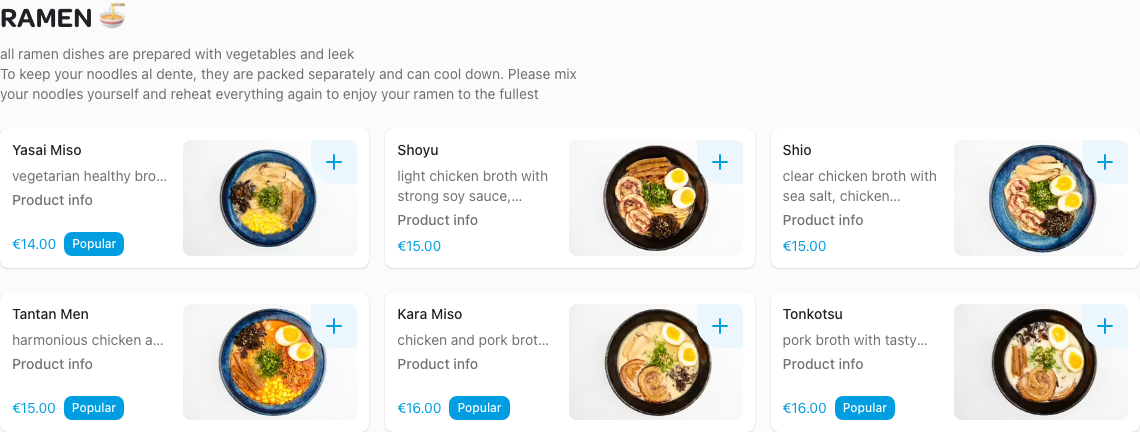 RAMEN
all ramen dishes are prepared with vegetables and leek
To keep your noodles al dente, they are packed separately and can cool down. Please mix
your noodles yourself and reheat everything again to enjoy your ramen to the fullest
Yasai Miso
vegetarian healthy bro...
Product info
€14.00 Popular
Shoyu
light chicken broth with
strong soy sauce,...
Product info
€15.00
Shio
clear chicken broth with
sea salt, chicken...
Product info
€15.00
Tantan Men
harmonious chicken a...
Product info
€15.00 Popular
Kara Miso
chicken and pork brot...
Product info
€16.00 Popular
Tonkotsu
pork broth with tasty...
Product info
€16.00 Popular